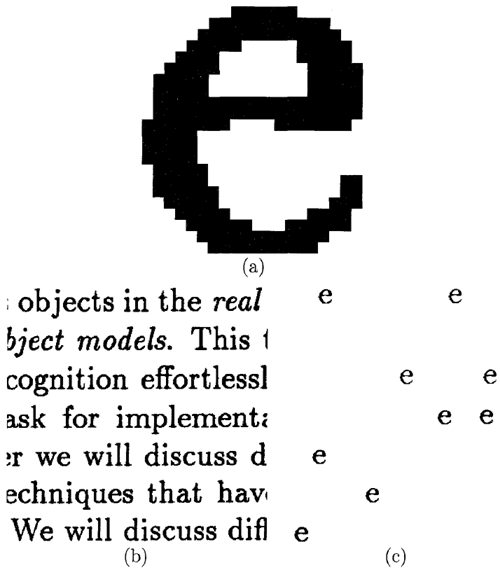 e
(a)
objects in the real
bject models. This t
cognition effortlessl
ask for implementa
er we will discuss d
echniques that hav
We will discuss diff
(b)
e e
e e
e e
e
e
e
(c)